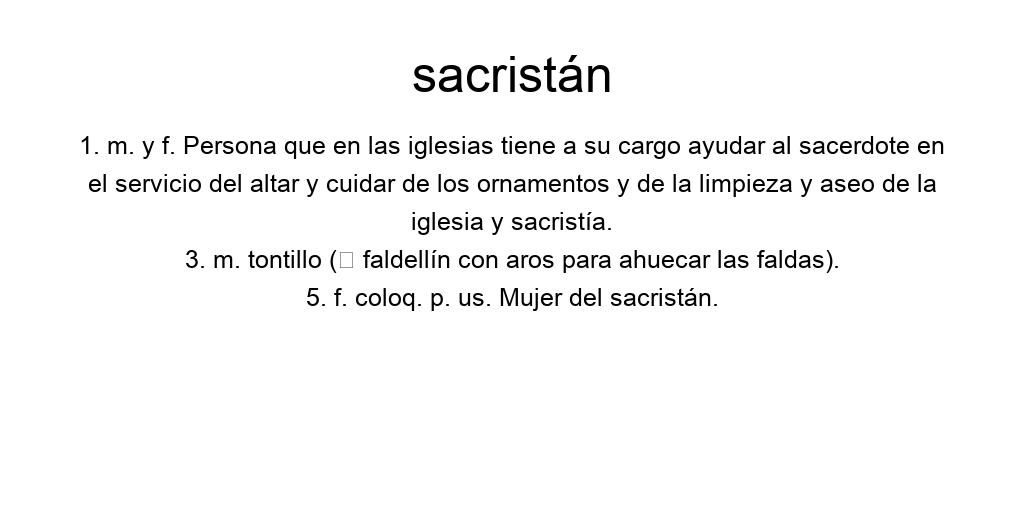 sacristán
1. m. y f. Persona que en las iglesias tiene a su cargo ayudar al sacerdote en
el servicio del altar y cuidar de los ornamentos y de la limpieza y aseo de la
iglesia y sacristía.
3. m. tontillo (□ faldellín con aros para ahuecar las faldas).
5. f. coloq. p. us. Mujer del sacristán.